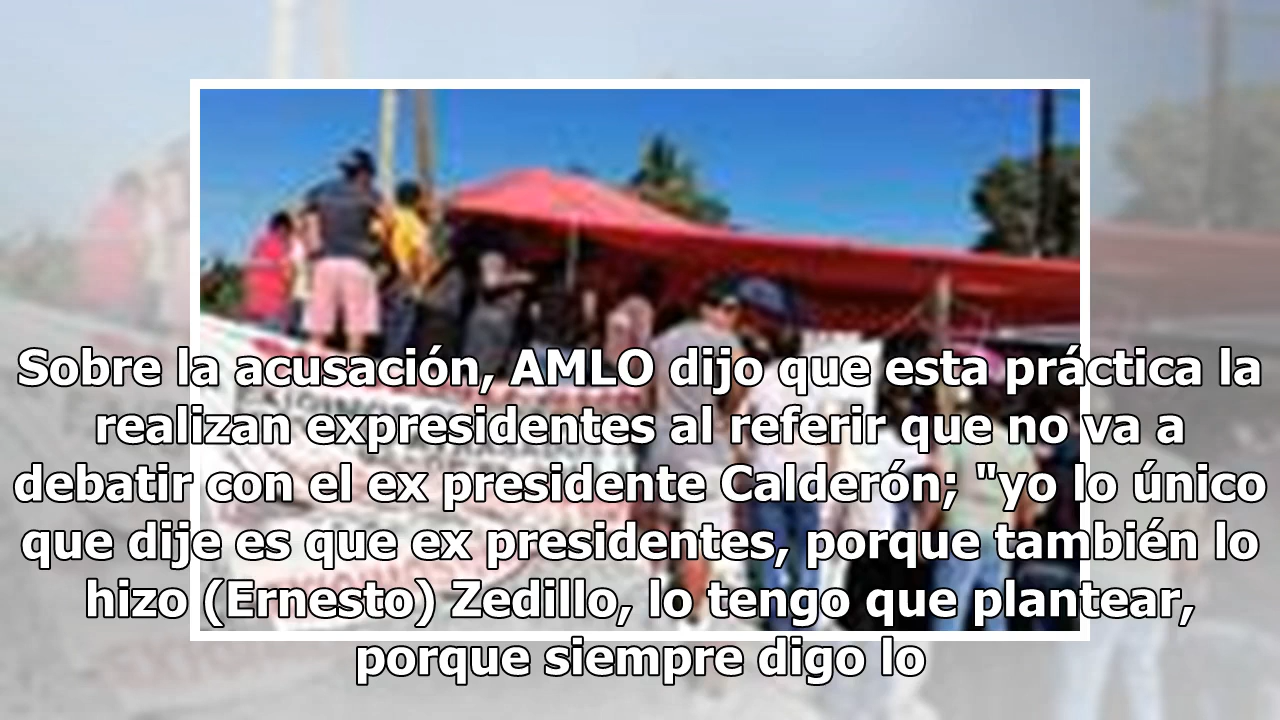 Sobre la acusación, AMLO dijo que esta práctica la
realizan expresidentes al referir que no va a
debatir con el ex presidente Calderón; "yo lo único
que dije es que ex presidentes, porque también lo
hizo (Ernesto) Zedillo, lo tengo que plantear,
porque siempre digo lo